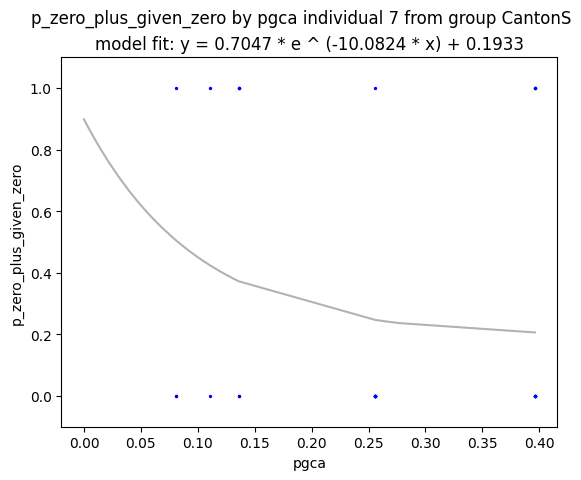 p_zero_plus_given_zero by pgca individual 7 from group CantonS
model fit: y = 0.7047 * e ^ (-10.0824 * x) + 0.1933
1.0
0.8
0.6
0.4
0.2
0.0
p_zero_plus_given_zero
0.00 0.05 0.10 0.15 0.20 0.25 0.30 0.35 0.40
pgca